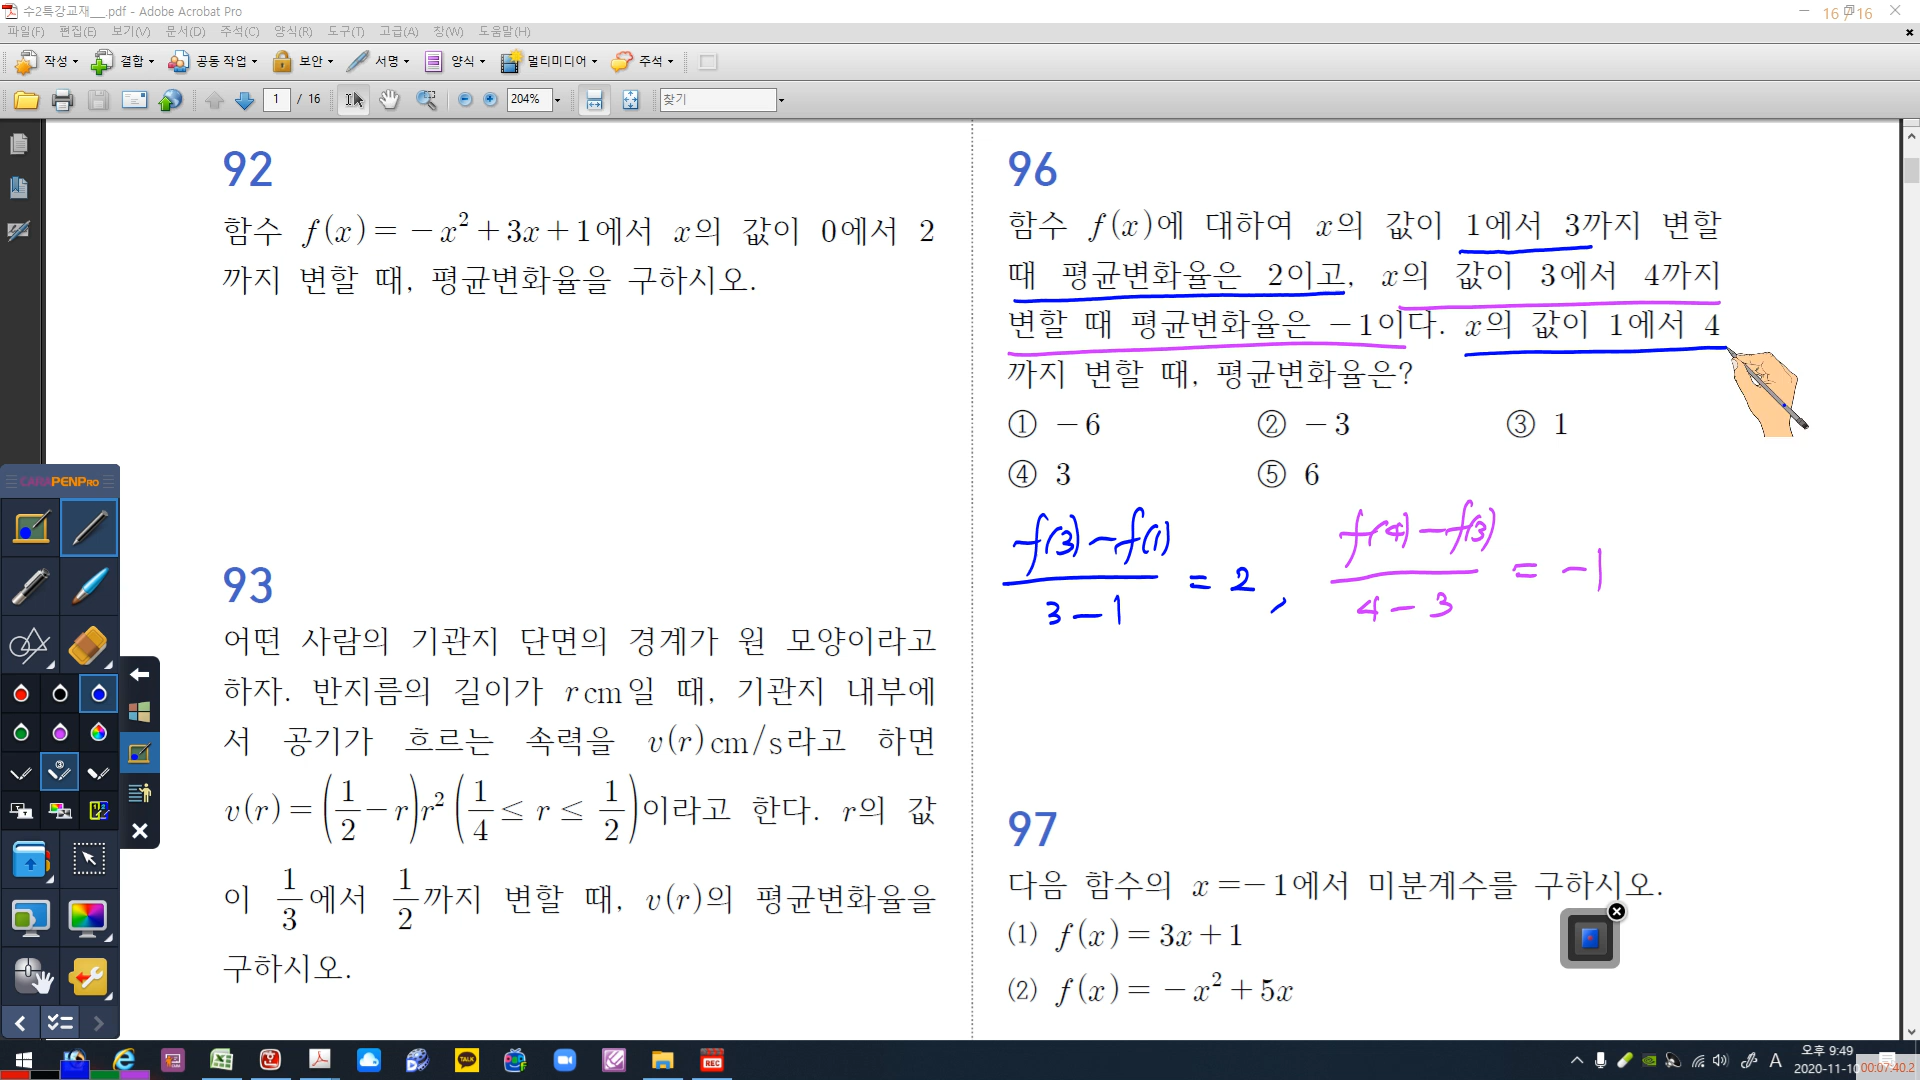 수2특강교재__.pdf - Adobe Acrobat Pro
16 / 16
파일(F) 편집(E) 보기(V) 문서(D) 주석(C) 양식(R) 도구(T) 고급(A) 창(W) 도움말(H)
작성 결합 공동 작업 보안 서명 양식 멀티미디어 주석
1 / 16 204% 찾기
92
함수 f(x)=−x²+3x+1에서 x의 값이 0에서 2
까지 변할 때, 평균변화율을 구하시오.
93
어떤 사람의 기관지 단면의 경계가 원 모양이라고
하자. 반지름의 길이가 r cm일 때, 기관지 내부에
서 공기가 흐르는 속력을 v(r) cm/s라고 하면
v(r)=(1/2−r)r² (1/4 ≤ r ≤ 1/2)이라고 한다. r의 값
이 1/3에서 1/2까지 변할 때, v(r)의 평균변화율을
구하시오.
96
함수 f(x)에 대하여 x의 값이 1에서 3까지 변할
때 평균변화율은 2이고, x의 값이 3에서 4까지
변할 때 평균변화율은 −1이다. x의 값이 1에서 4
까지 변할 때, 평균변화율은?
① −6 ② −3 ③ 1
④ 3 ⑤ 6
f(3)−f(1) / 3−1 = 2, f(4)−f(3) / 4−3 = −1
97
다음 함수의 x=−1에서 미분계수를 구하시오.
(1) f(x)=3x+1
(2) f(x)=−x²+5x
CARAPENPRO
③
TALK
REC
A
오후 9:49
2020-11-10
00:07:40.2